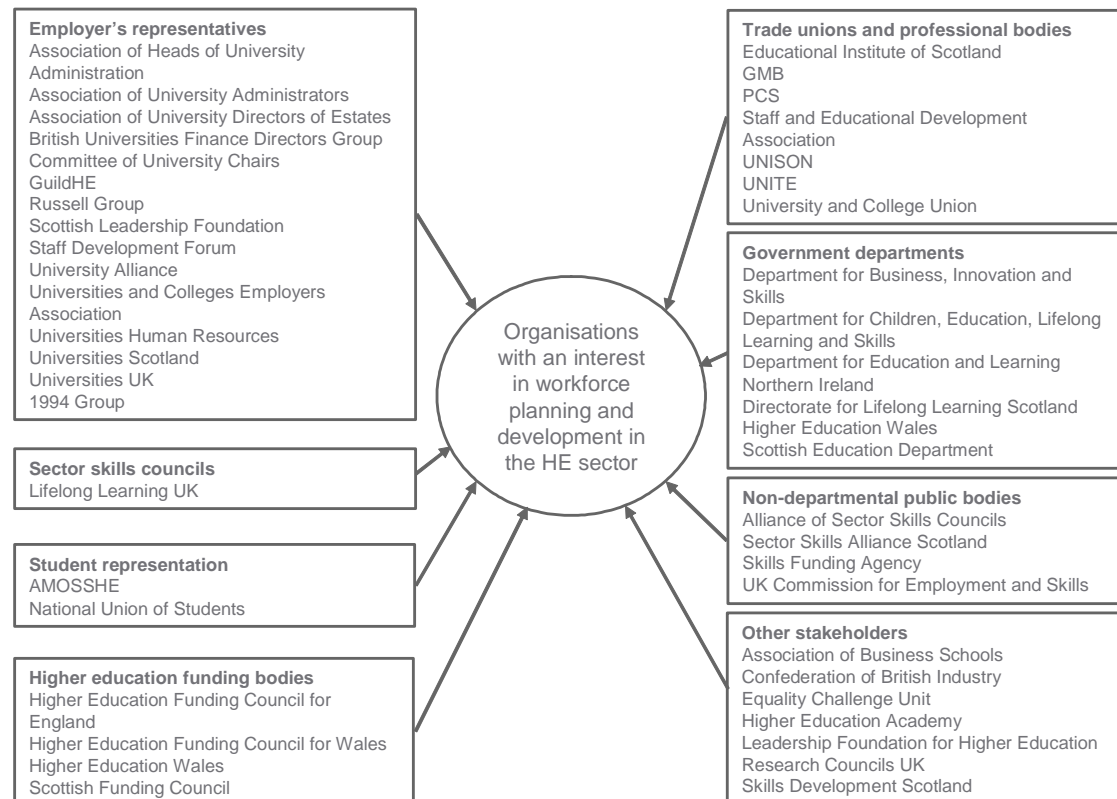 Employer’s representatives
Association of Heads of University
Administration
Association of University Administrators
Association of University Directors of Estates
British Universities Finance Directors Group
Committee of University Chairs
GuildHE
Russell Group
Scottish Leadership Foundation
Staff Development Forum
University Alliance
Universities and Colleges Employers
Association
Universities Human Resources
Universities Scotland
Universities UK
1994 Group
Sector skills councils
Lifelong Learning UK
Student representation
AMOSSHE
National Union of Students
Higher education funding bodies
Higher Education Funding Council for
England
Higher Education Funding Council for Wales
Higher Education Wales
Scottish Funding Council
Organisations
with an interest
in workforce
planning and
development in
the HE sector
Trade unions and professional bodies
Educational Institute of Scotland
GMB
PCS
Staff and Educational Development
Association
UNISON
UNITE
University and College Union
Government departments
Department for Business, Innovation and
Skills
Department for Children, Education, Lifelong
Learning and Skills
Department for Education and Learning
Northern Ireland
Directorate for Lifelong Learning Scotland
Higher Education Wales
Scottish Education Department
Non-departmental public bodies
Alliance of Sector Skills Councils
Sector Skills Alliance Scotland
Skills Funding Agency
UK Commission for Employment and Skills
Other stakeholders
Association of Business Schools
Confederation of British Industry
Equality Challenge Unit
Higher Education Academy
Leadership Foundation for Higher Education
Research Councils UK
Skills Development Scotland